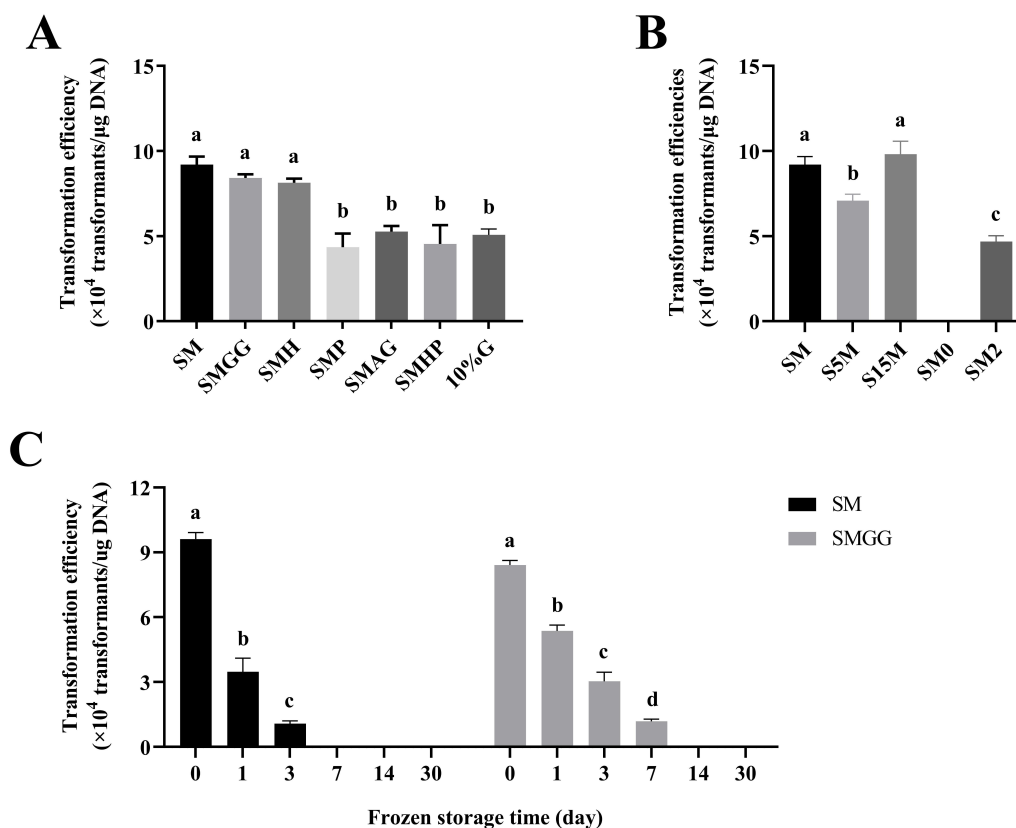 A
Transformation efficiency
(×10⁴ transformants/µg DNA)
15
10
5
0
a
a
a
b
b
b
b
SM
SMGG
SMH
SMP
SMAG
SMHP
10%G
B
Transformation efficiencies
(×10⁴ transformants/µg DNA)
15
10
5
0
a
b
a
c
SM
S5M
S15M
SM0
SM2
C
Transformation efficiency
(×10⁴ transformants/ug DNA)
12
9
6
3
0
a
b
c
a
b
c
d
0 1 3 7 14 30 0 1 3 7 14 30
Frozen storage time (day)
SM
SMGG